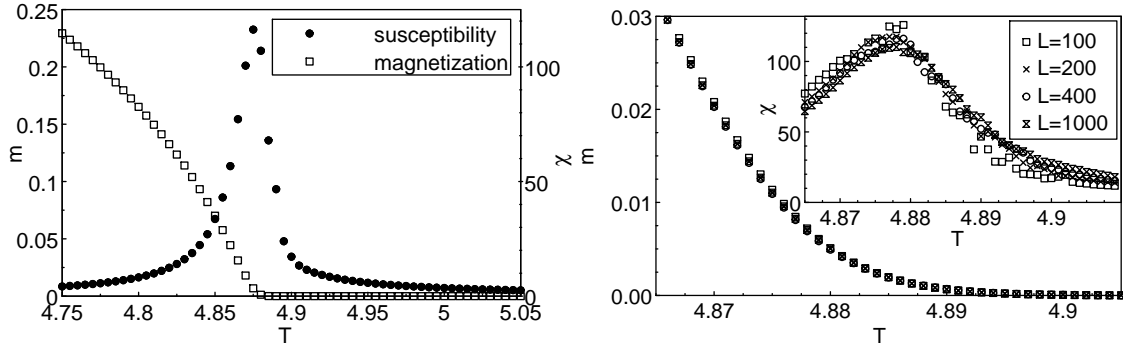 0.25
0.2
0.15
0.1
0.05
0
m
susceptibility
magnetization
100
50
0
χ
4.75 4.8 4.85 4.9 4.95 5 5.05
T
0.03
0.02
0.01
0.00
m
100
50
0
χ
L=100
L=200
L=400
L=1000
4.87 4.88 4.89 4.9
T
4.87 4.88 4.89 4.9
T